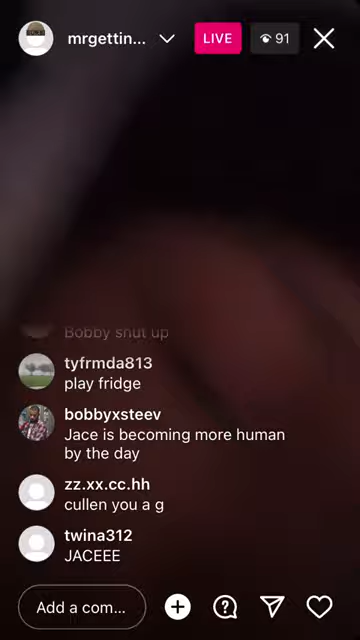 mrgettin...
LIVE
91
Bobby shut up
tyfrmda813
play fridge
bobbyxsteev
Jace is becoming more human
by the day
zz.xx.cc.hh
cullen you a g
twina312
JACEEE
Add a com...